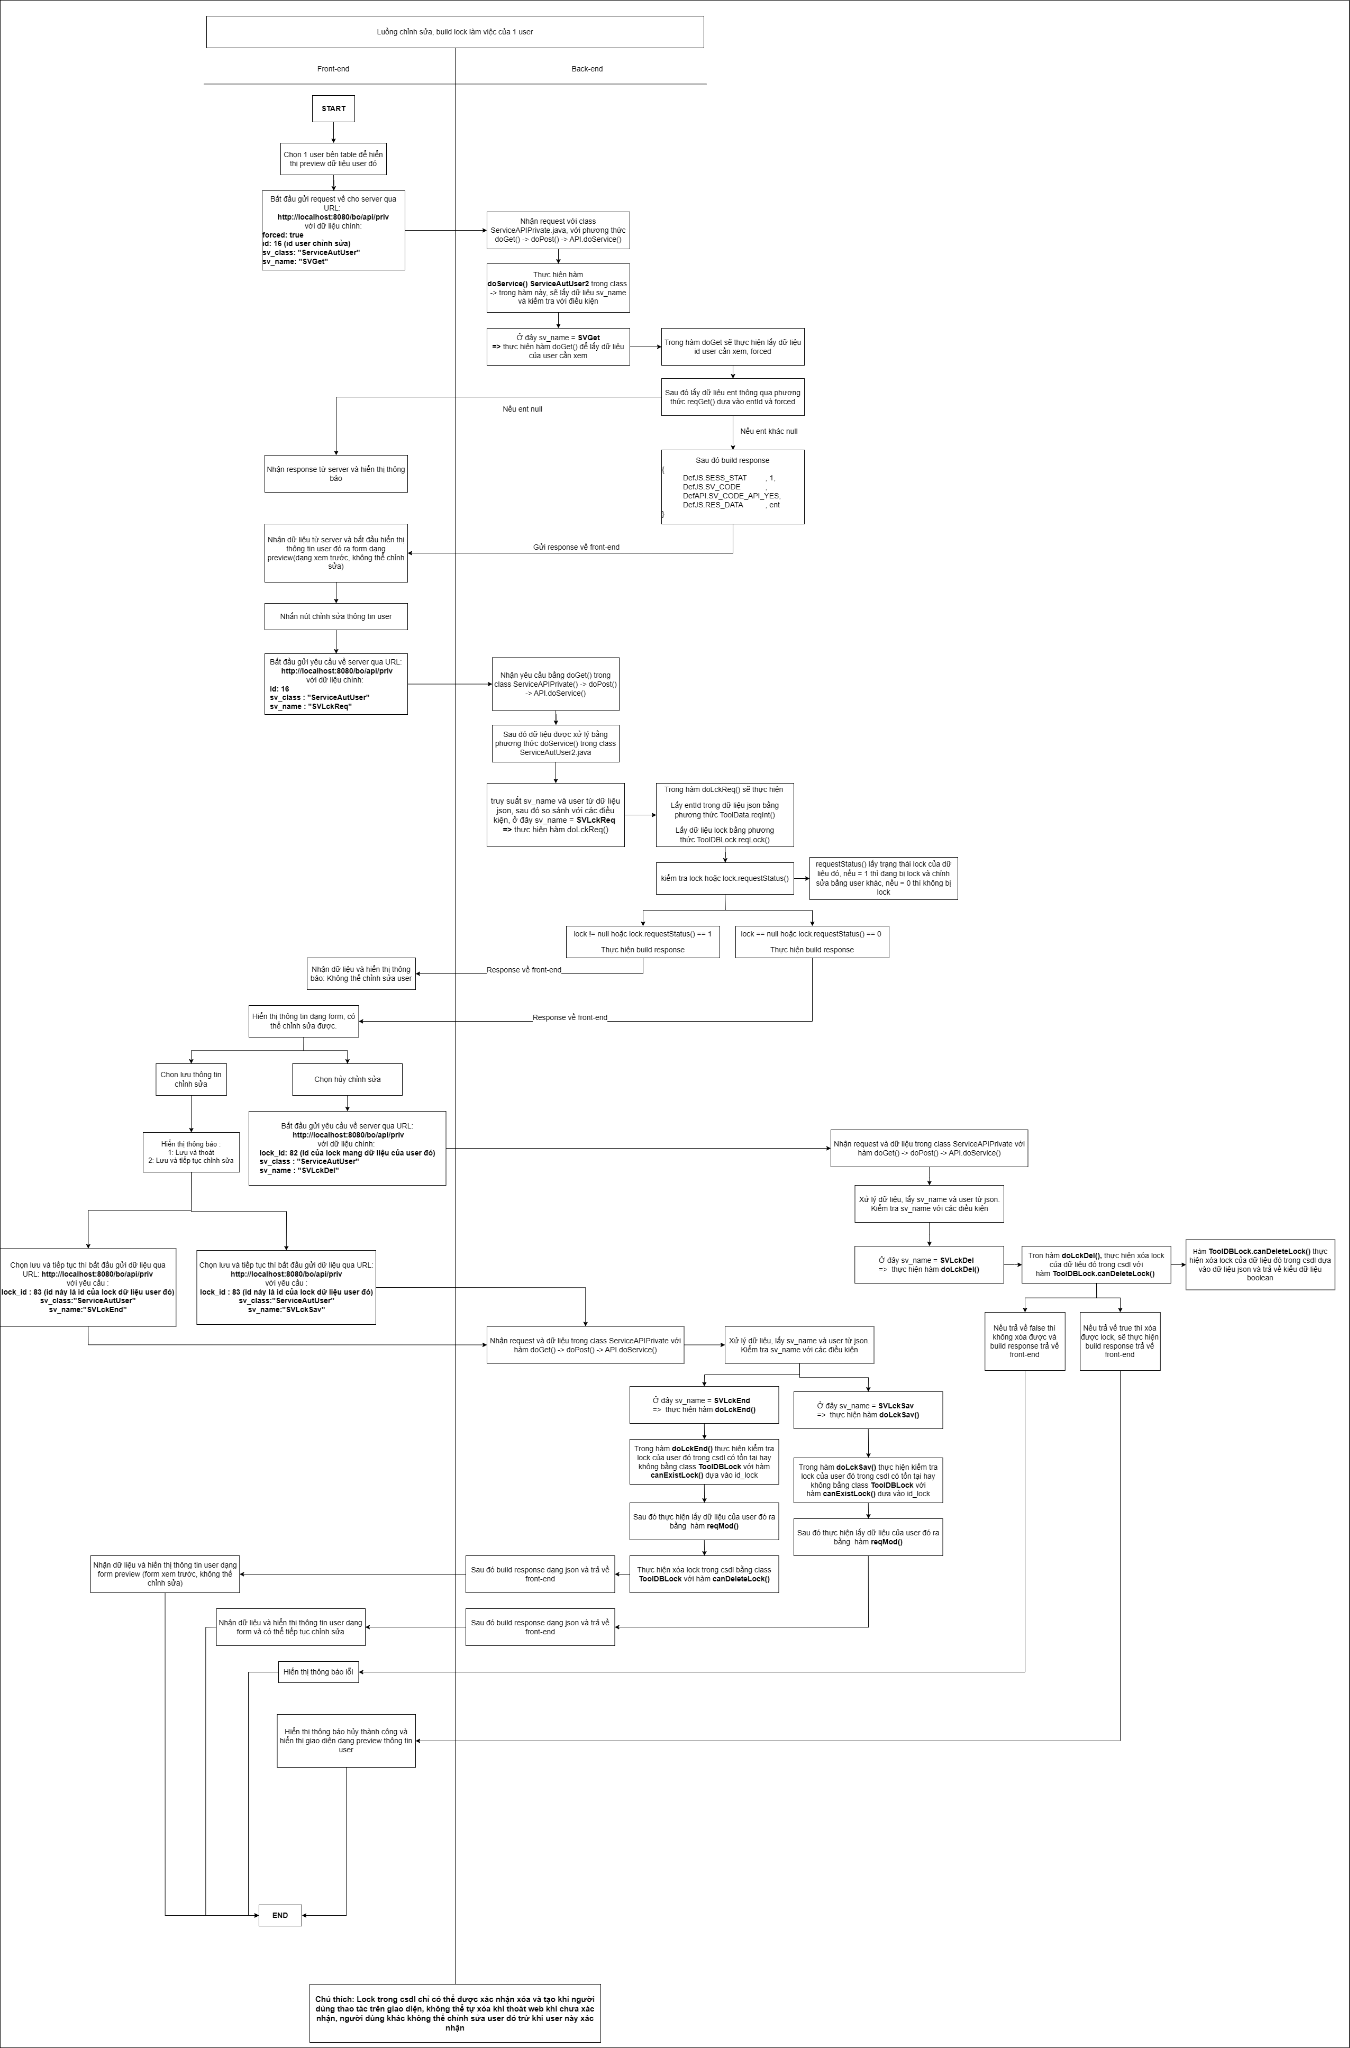 Luồng chỉnh sửa, build lock làm việc của 1 user
Front-end
Back-end
START
Chọn 1 user bên table để hiển
thị preview dữ liệu user đó
Bắt đầu gửi request về cho server qua
URL:
http://localhost:8080/bo/api/priv
với dữ liệu chính:
forced: true
id: 16 (id user chỉnh sửa)
sv_class: "ServiceAutUser"
sv_name: "SVGet"
Nhận request với class
ServiceAPIPrivate.java, với phương thức
doGet() -> doPost() -> API.doService()
Thực hiện hàm
doService() ServiceAutUser2 trong class
-> trong hàm này, sẽ lấy dữ liệu sv_name
và kiểm tra với điều kiện
Ở đây sv_name = SVGet
=> thực hiện hàm doGet() để lấy dữ liệu
của user cần xem
Trong hàm doGet sẽ thực hiện lấy dữ liệu
id user cần xem, forced
Sau đó lấy dữ liệu ent thông qua phương
thức reqGet() dựa vào entId và forced
Nếu ent null
Nếu ent khác null
Nhận response từ server và hiển thị thông
báo
Sau đó build response
{
DefJS.SESS_STAT , 1,
DefJS.SV_CODE ,
DefAPI.SV_CODE_API_YES,
DefJS.RES_DATA , ent
}
Gửi response về front-end
Nhận dữ liệu từ server và bắt đầu hiển thị
thông tin user đó ra form dạng
preview(dạng xem trước, không thể chỉnh
sửa)
Nhấn nút chỉnh sửa thông tin user
Bắt đầu gửi yêu cầu về server qua URL:
http://localhost:8080/bo/api/priv
với dữ liệu chính:
id: 16
sv_class : "ServiceAutUser"
sv_name : "SVLckReq"
Nhận yêu cầu bằng doGet() trong
class ServiceAPIPrivate() -> doPost()
-> API.doService()
Sau đó dữ liệu được xử lý bằng
phương thức doService() trong class
ServiceAutUser2.java
truy suất sv_name và user từ dữ liệu
json, sau đó so sánh với các điều
kiện, ở đây sv_name = SVLckReq
=> thực hiện hàm doLckReq()
Trong hàm doLckReq() sẽ thực hiện
Lấy entId trong dữ liệu json bằng
phương thức ToolData.reqInt()
Lấy dữ liệu lock bằng phương
thức ToolDBLock.reqLock()
kiểm tra lock hoặc lock.requestStatus()
requestStatus() lấy trạng thái lock của dữ
liệu đó, nếu = 1 thì đang bị lock và chỉnh
sửa bằng user khác, nếu = 0 thì không bị
lock
lock != null hoặc lock.requestStatus() == 1
Thực hiện build response
lock == null hoặc lock.requestStatus() == 0
Thực hiện build response
Nhận dữ liệu và hiển thị thông
báo. Không thể chỉnh sửa user
Response về front-end
Hiển thị thông tin dạng form, có
thể chỉnh sửa được.
Response về front-end
Chọn lưu thông tin
chỉnh sửa
Chọn hủy chỉnh sửa
Hiển thị thông báo :
1: Lưu và thoát
2: Lưu và tiếp tục chỉnh sửa
Bắt đầu gửi yêu cầu về server qua URL:
http://localhost:8080/bo/api/priv
với dữ liệu chính:
lock_id: 82 (id của lock mang dữ liệu của user đó)
sv_class : "ServiceAutUser"
sv_name : "SVLckDel"
Nhận request và dữ liệu trong class ServiceAPIPrivate với
hàm doGet() -> doPost() -> API.doService()
Xử lý dữ liệu, lấy sv_name và user từ json.
Kiểm tra sv_name với các điều kiện
Ở đây sv_name = SVLckDel
=> thực hiện hàm doLckDel()
Tron hàm doLckDel(), thực hiện xóa lock
của dữ liệu đó trong csdl với
hàm ToolDBLock.canDeleteLock()
Hàm ToolDBLock.canDeleteLock() thực
hiện xóa lock của dữ liệu đó trong csdl dựa
vào dữ liệu json và trả về kiểu dữ liệu
boolean
Chọn lưu và tiếp tục thì bắt đầu gửi dữ liệu qua
URL: http://localhost:8080/bo/api/priv
với yêu cầu :
lock_id : 83 (id này là id của lock dữ liệu user đó)
sv_class:"ServiceAutUser"
sv_name:"SVLckEnd"
Chọn lưu và tiếp tục thì bắt đầu gửi dữ liệu qua URL:
http://localhost:8080/bo/api/priv
với yêu cầu :
lock_id : 83 (id này là id của lock dữ liệu user đó)
sv_class:"ServiceAutUser"
sv_name:"SVLckSav"
Nếu trả về false thì
không xóa được và
build response trả về
front-end
Nếu trả về true thì xóa
được lock, sẽ thực hiện
build response trả về
front-end
Nhận request và dữ liệu trong class ServiceAPIPrivate với
hàm doGet() -> doPost() -> API.doService()
Xử lý dữ liệu, lấy sv_name và user từ json
Kiểm tra sv_name với các điều kiện
Ở đây sv_name = SVLckEnd
=> thực hiện hàm doLckEnd()
Ở đây sv_name = SVLckSav
=> thực hiện hàm doLckSav()
Trong hàm doLckEnd() thực hiện kiểm tra
lock của user đó trong csdl có tồn tại hay
không bằng class ToolDBLock với hàm
canExistLock() dựa vào id_lock
Trong hàm doLckSav() thực hiện kiểm tra
lock của user đó trong csdl có tồn tại hay
không bằng class ToolDBLock với
hàm canExistLock() dựa vào id_lock
Sau đó thực hiện lấy dữ liệu của user đó ra
bằng hàm reqMod()
Sau đó thực hiện lấy dữ liệu của user đó ra
bằng hàm reqMod()
Nhận dữ liệu và hiển thị thông tin user dạng
form preview (form xem trước, không thể
chỉnh sửa)
Sau đó build response dạng json và trả về
front-end
Thực hiện xóa lock trong csdl bằng class
ToolDBLock với hàm canDeleteLock()
Nhận dữ liệu và hiển thị thông tin user dạng
form và có thể tiếp tục chỉnh sửa
Sau đó build response dạng json và trả về
front-end
Hiển thị thông báo lỗi
Hiển thị thông báo hủy thành công và
hiển thị giao diện dạng preview thông tin
user
END
Chú thích: Lock trong csdl chỉ có thể được xác nhận xóa và tạo khi người
dùng thao tác trên giao diện, không thể tự xóa khi thoát web khi chưa xác
nhận, người dùng khác không thể chỉnh sửa user đó trừ khi user này xác
nhận